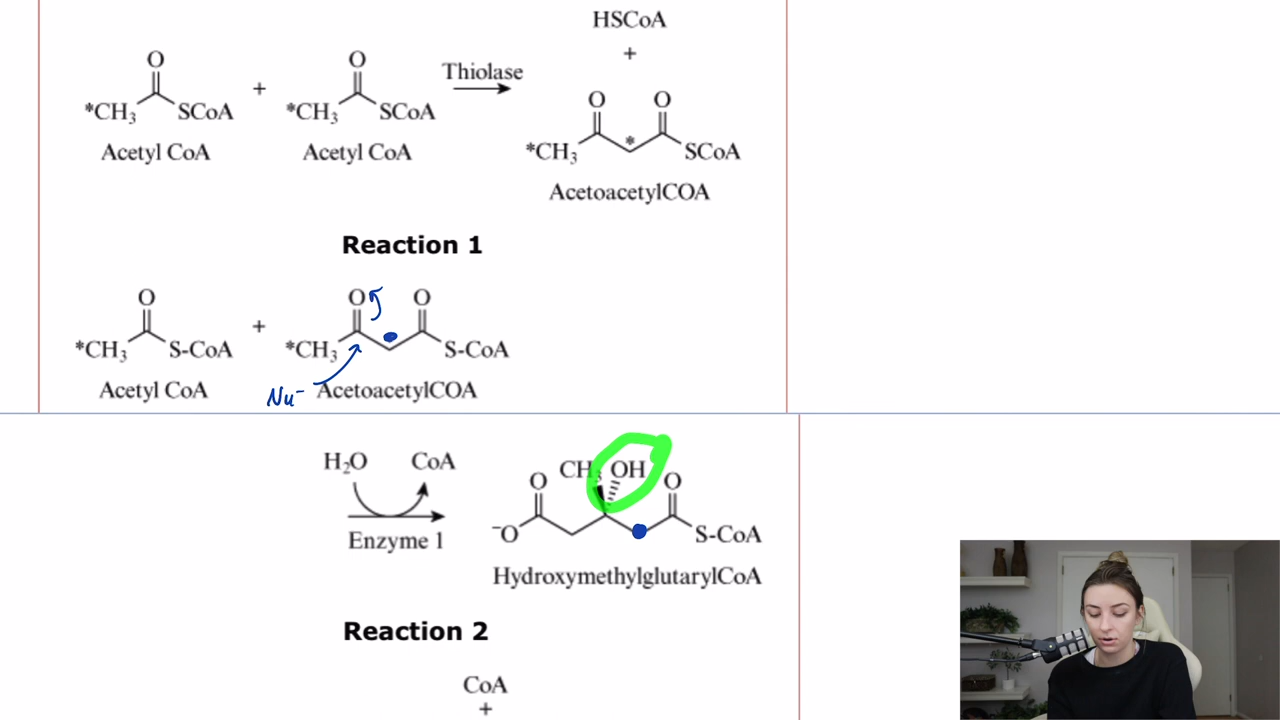 HSCoA
+
O O Thiolase
+
*CH₃ SCoA *CH₃ SCoA
Acetyl CoA Acetyl CoA
O O
*
*CH₃ SCoA
AcetoacetylCOA
Reaction 1
O O O
+
*CH₃ S-CoA *CH₃ S-CoA
Acetyl CoA AcetoacetylCOA
Nu⁻
H₂O CoA
Enzyme 1
CH₃ OH
O O
⁻O S-CoA
HydroxymethylglutarylCoA
Reaction 2
CoA
+